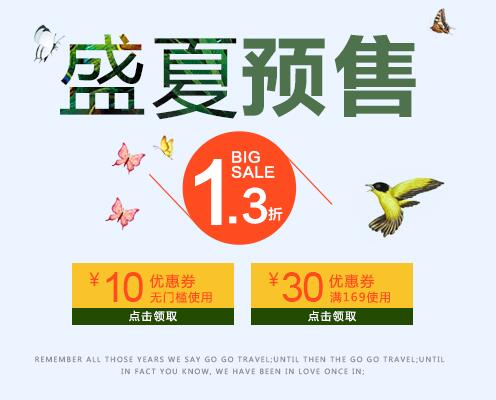 盛夏预售
BIG
SALE
1.3折
¥10 优惠券
无门槛使用
点击领取
¥30 优惠券
满169使用
点击领取
REMEMBER ALL THOSE YEARS WE SAY GO GO TRAVEL;UNTIL THEN THE GO GO TRAVEL;UNTIL
IN FACT YOU KNOW, WE HAVE BEEN IN LOVE ONCE IN;